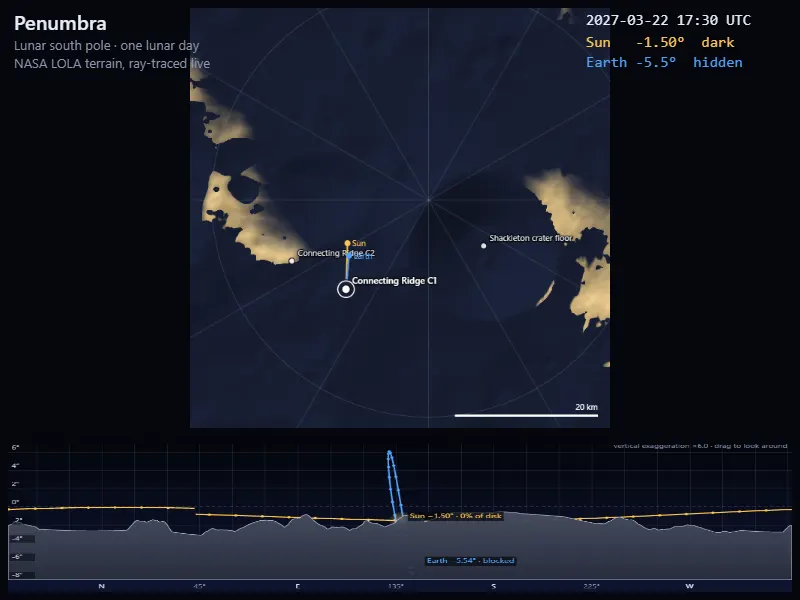 Penumbra
Lunar south pole · one lunar day
NASA LOLA terrain, ray-traced live
2027-03-22 17:30 UTC
Sun -1.50° dark
Earth -5.5° hidden
Sun
Connecting Ridge C2
Earth
Connecting Ridge C1
Shackleton crater floor
20 km
vertical exaggeration ×6.0 · drag to look around
6°
4°
2°
0°
-2°
-4°
-6°
-8°
Sun -1.50° · 0% of disk
Earth -5.54° · blocked
N 45° E 135° S 225° W